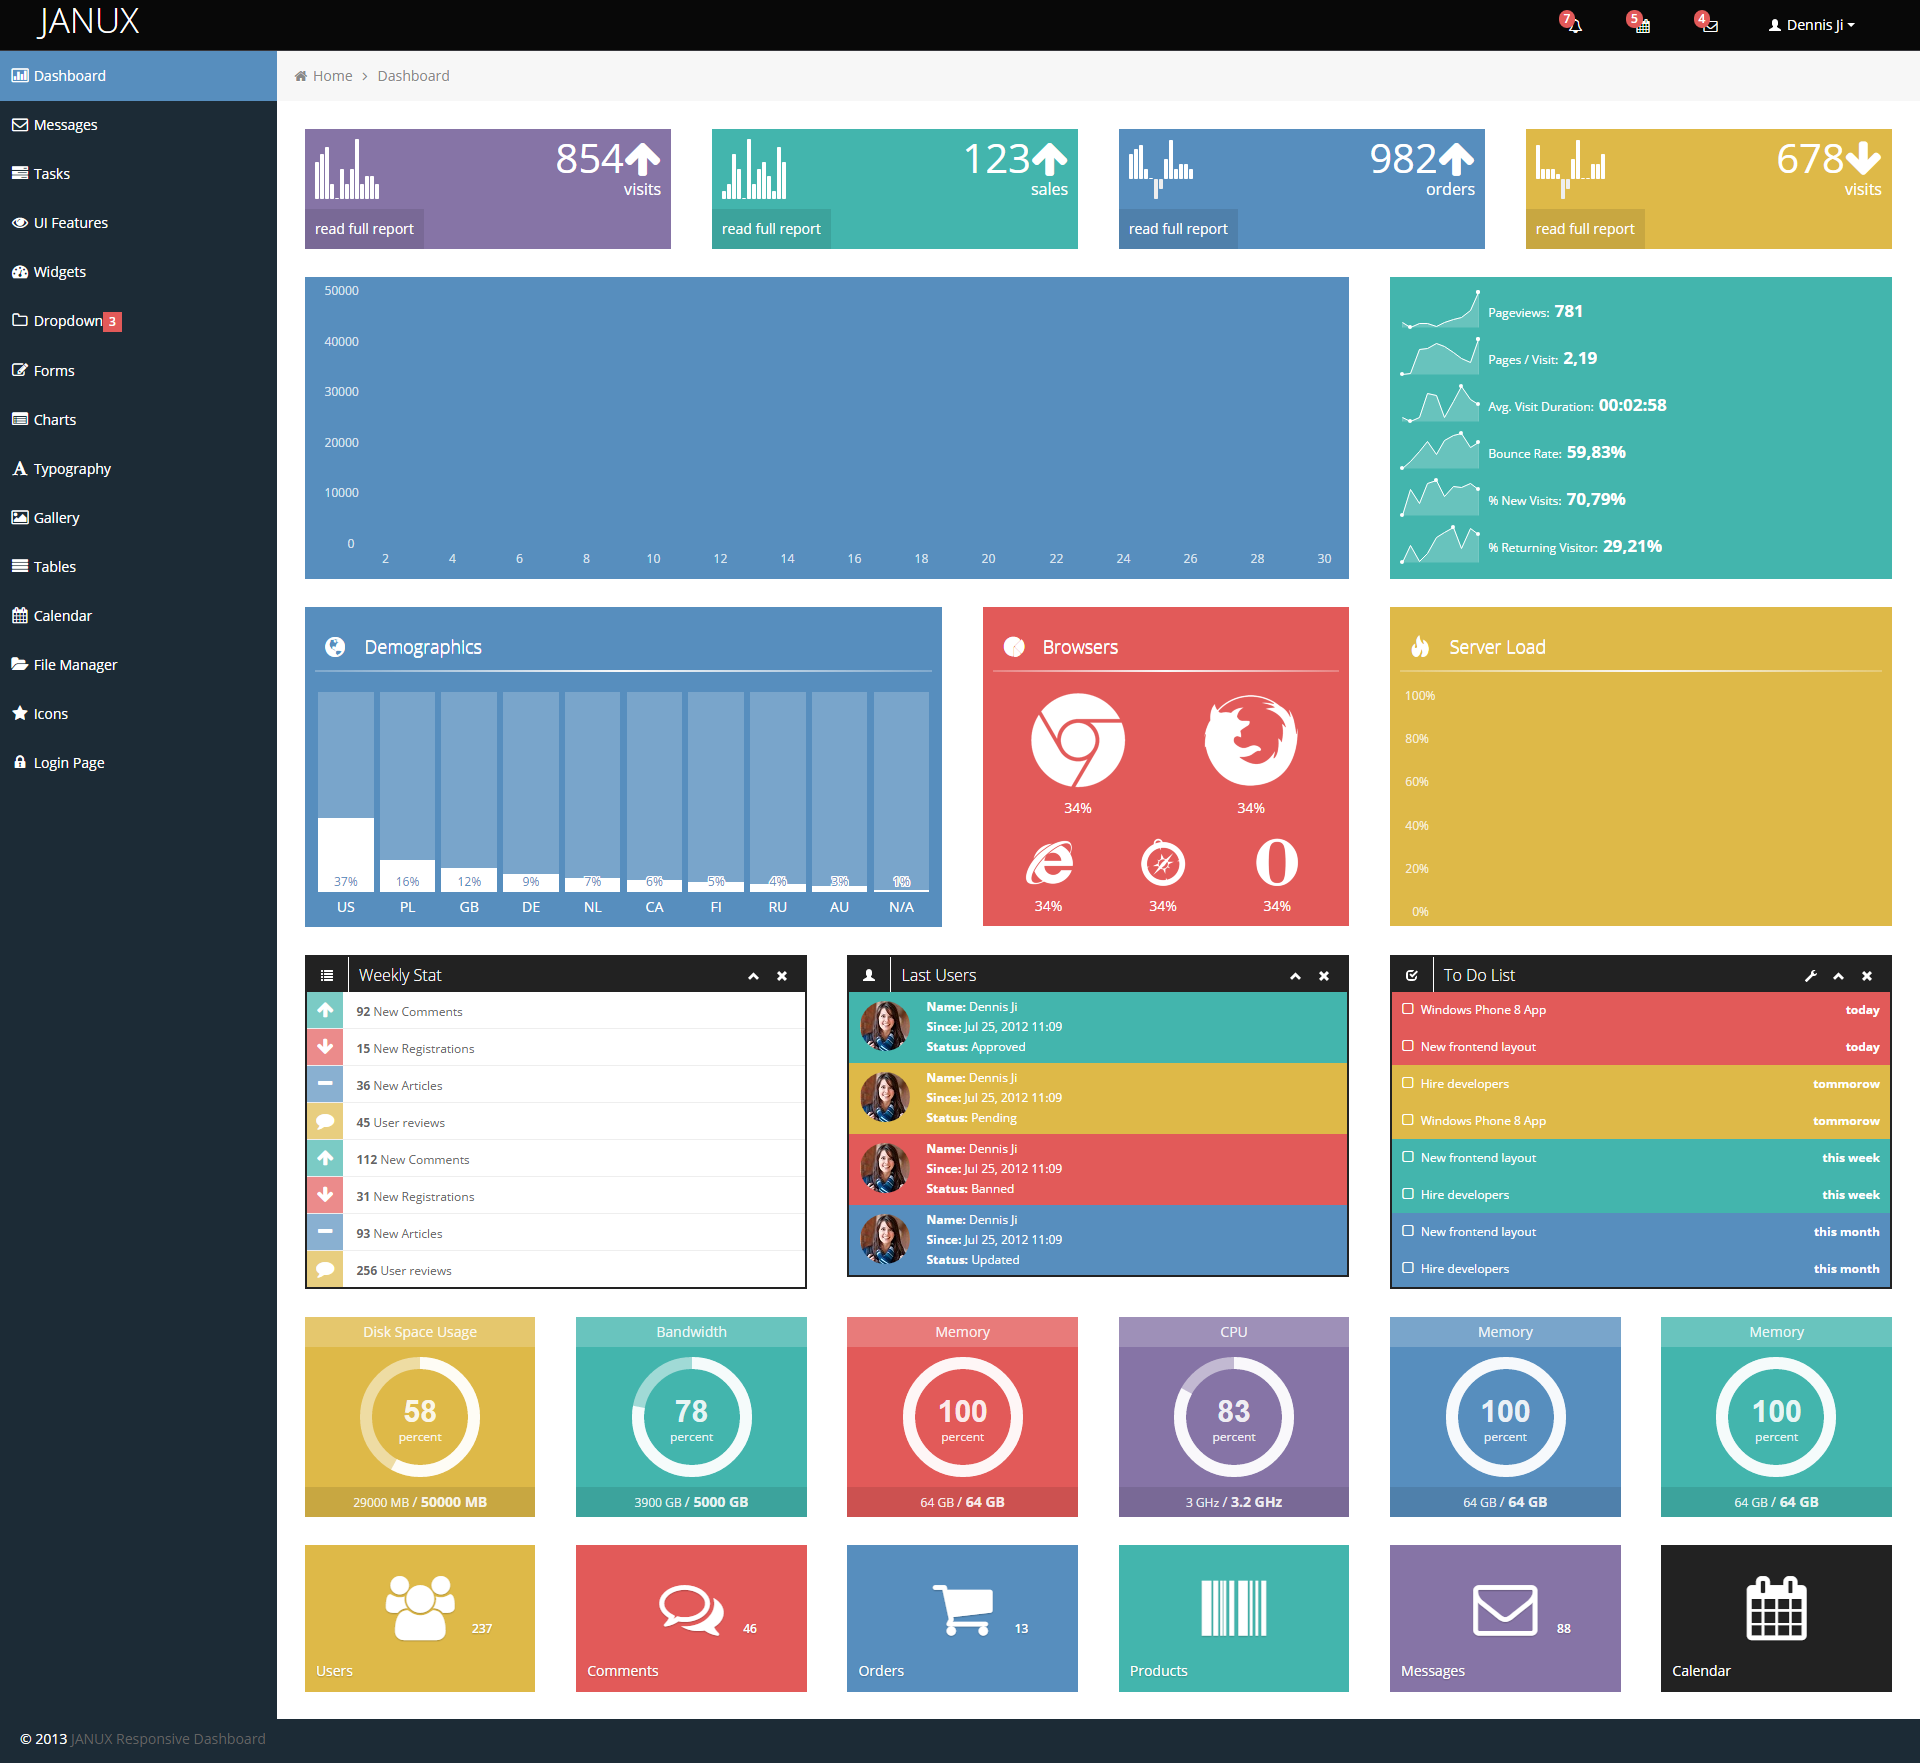 JANUX
7
5
4
Dennis Ji
Dashboard
Messages
Tasks
UI Features
Widgets
Dropdown 3
Forms
Charts
Typography
Gallery
Tables
Calendar
File Manager
Icons
Login Page
Home > Dashboard
854
visits
read full report
123
sales
read full report
982
orders
read full report
678
visits
read full report
50000
40000
30000
20000
10000
0
2 4 6 8 10 12 14 16 18 20 22 24 26 28 30
Pageviews: 781
Pages / Visit: 2,19
Avg. Visit Duration: 00:02:58
Bounce Rate: 59,83%
% New Visits: 70,79%
% Returning Visitor: 29,21%
Demographics
37% 16% 12% 9% 7% 6% 5% 4% 3% 1%
US PL GB DE NL CA FI RU AU N/A
Browsers
34% 34%
34% 34% 34%
Server Load
100%
80%
60%
40%
20%
0%
Weekly Stat
92 New Comments
15 New Registrations
36 New Articles
45 User reviews
112 New Comments
31 New Registrations
93 New Articles
256 User reviews
Last Users
Name: Dennis Ji
Since: Jul 25, 2012 11:09
Status: Approved
Name: Dennis Ji
Since: Jul 25, 2012 11:09
Status: Pending
Name: Dennis Ji
Since: Jul 25, 2012 11:09
Status: Banned
Name: Dennis Ji
Since: Jul 25, 2012 11:09
Status: Updated
To Do List
Windows Phone 8 App today
New frontend layout today
Hire developers tommorow
Windows Phone 8 App tommorow
New frontend layout this week
Hire developers this week
New frontend layout this month
Hire developers this month
Disk Space Usage
58
percent
29000 MB / 50000 MB
Bandwidth
78
percent
3900 GB / 5000 GB
Memory
100
percent
64 GB / 64 GB
CPU
83
percent
3 GHz / 3.2 GHz
Memory
100
percent
64 GB / 64 GB
Memory
100
percent
64 GB / 64 GB
237
Users
46
Comments
13
Orders
Products
88
Messages
Calendar
© 2013 JANUX Responsive Dashboard